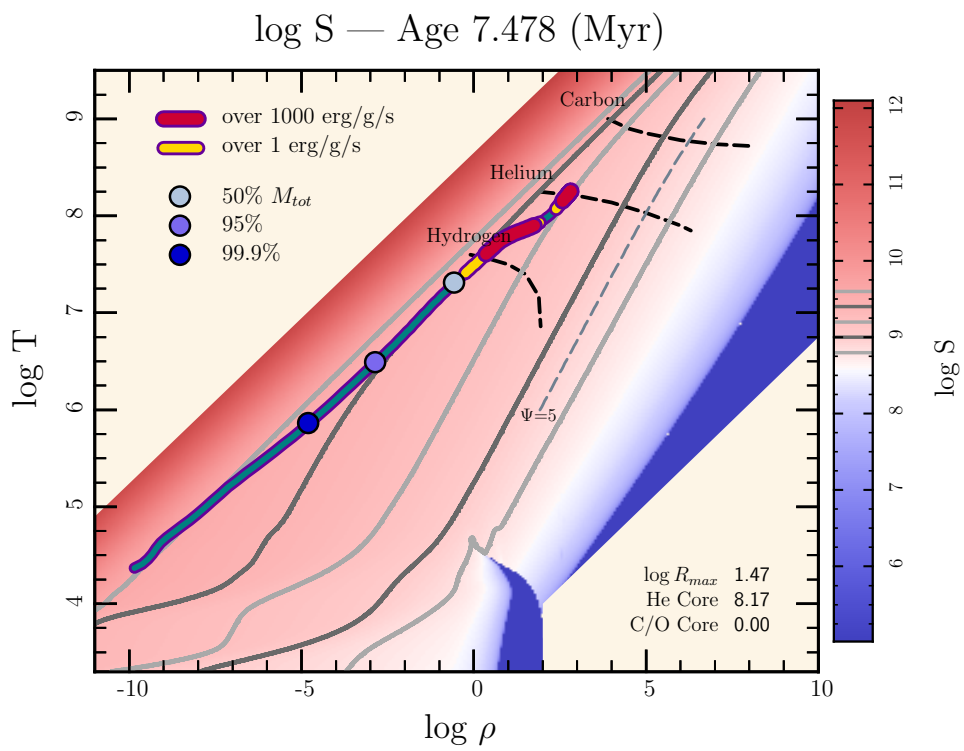 log S — Age 7.478 (Myr)
over 1000 erg/g/s
over 1 erg/g/s
50% M_tot
95%
99.9%
Carbon
Helium
Hydrogen
Ψ=5
log R_max 1.47
He Core 8.17
C/O Core 0.00
log T
9
8
7
6
5
4
-10
-5
0
5
10
log ρ
12
11
10
9
8
7
6
log S